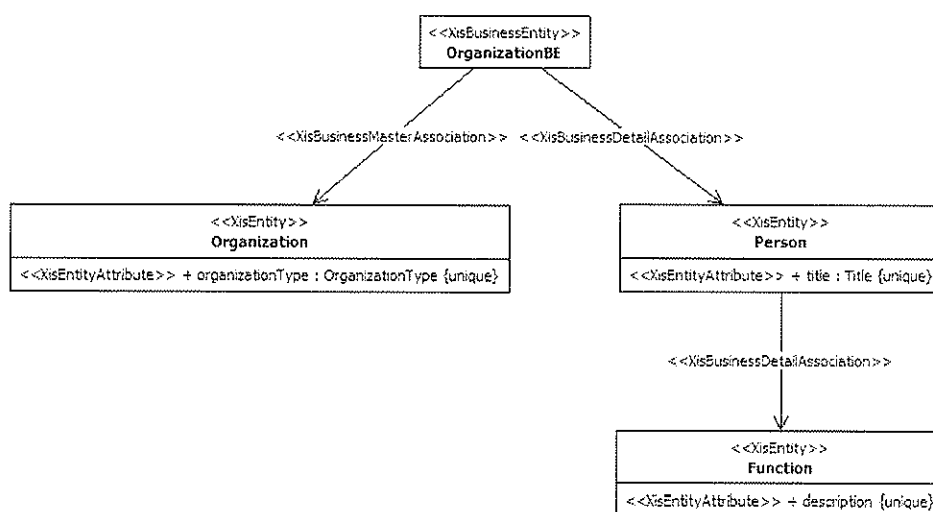 <<XisBusinessEntity>>
OrganizationBE
<<XisBusinessMasterAssociation>>
<<XisBusinessDetailAssociation>>
<<XisEntity>>
Organization
<<XisEntityAttribute>> + organizationType : OrganizationType {unique}
<<XisEntity>>
Person
<<XisEntityAttribute>> + title : Title {unique}
<<XisBusinessDetailAssociation>>
<<XisEntity>>
Function
<<XisEntityAttribute>> + description {unique}